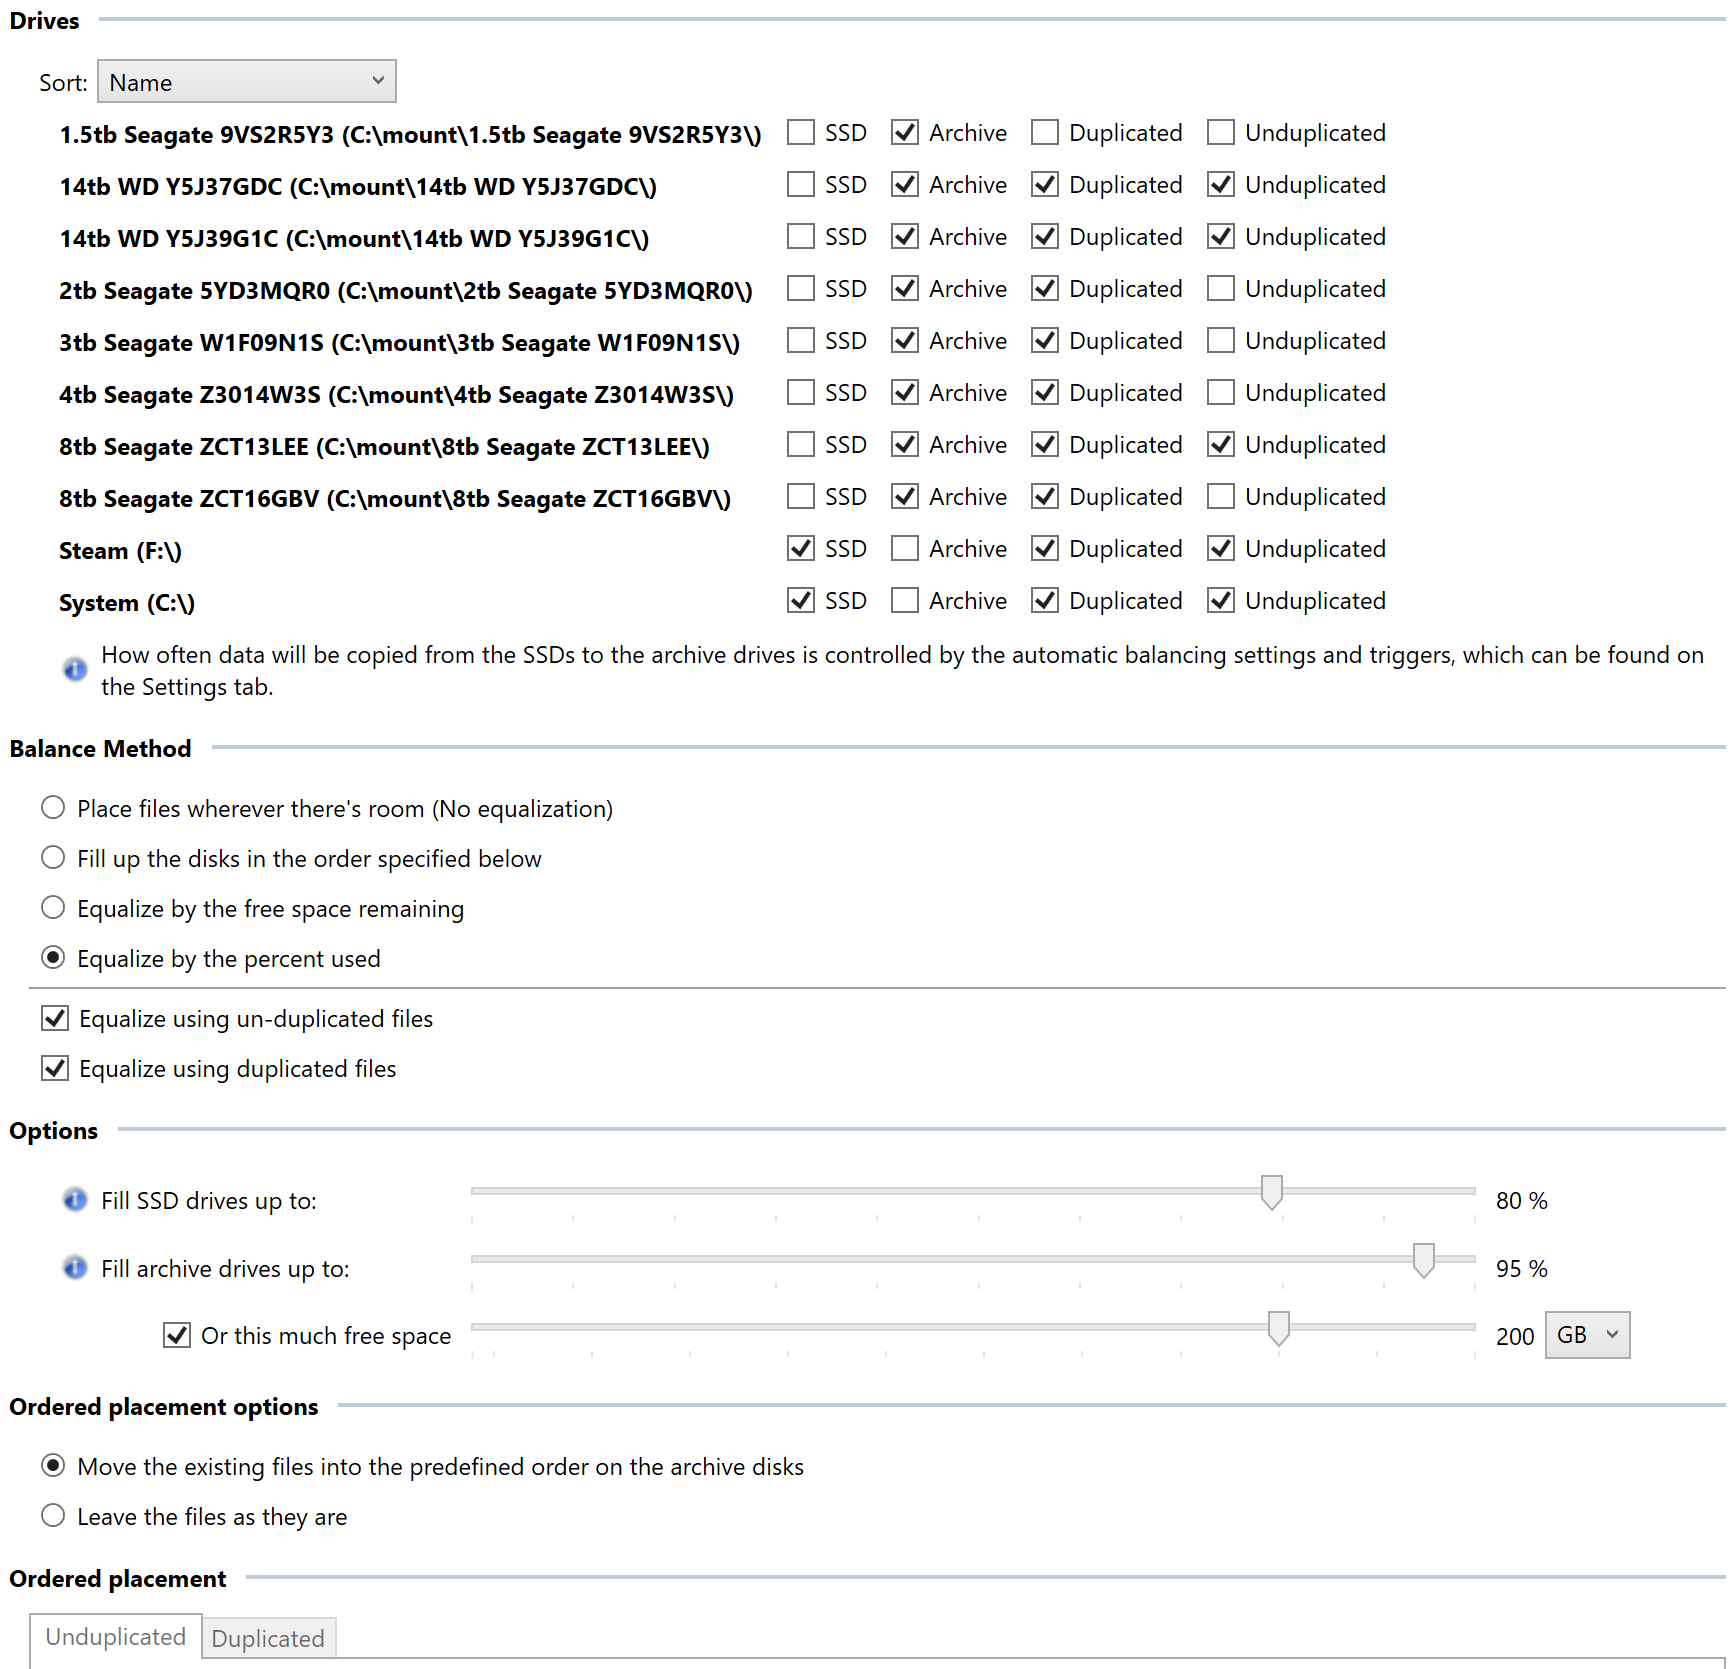 Drives
Sort: Name
1.5tb Seagate 9VS2R5Y3 (C:\mount\1.5tb Seagate 9VS2R5Y3\) SSD Archive Duplicated Unduplicated
14tb WD Y5J37GDC (C:\mount\14tb WD Y5J37GDC\) SSD Archive Duplicated Unduplicated
14tb WD Y5J39G1C (C:\mount\14tb WD Y5J39G1C\) SSD Archive Duplicated Unduplicated
2tb Seagate 5YD3MQR0 (C:\mount\2tb Seagate 5YD3MQR0\) SSD Archive Duplicated Unduplicated
3tb Seagate W1F09N1S (C:\mount\3tb Seagate W1F09N1S\) SSD Archive Duplicated Unduplicated
4tb Seagate Z3014W3S (C:\mount\4tb Seagate Z3014W3S\) SSD Archive Duplicated Unduplicated
8tb Seagate ZCT13LEE (C:\mount\8tb Seagate ZCT13LEE\) SSD Archive Duplicated Unduplicated
8tb Seagate ZCT16GBV (C:\mount\8tb Seagate ZCT16GBV\) SSD Archive Duplicated Unduplicated
Steam (F:\) SSD Archive Duplicated Unduplicated
System (C:\) SSD Archive Duplicated Unduplicated
How often data will be copied from the SSDs to the archive drives is controlled by the automatic balancing settings and triggers, which can be found on
the Settings tab.
Balance Method
Place files wherever there's room (No equalization)
Fill up the disks in the order specified below
Equalize by the free space remaining
Equalize by the percent used
Equalize using un-duplicated files
Equalize using duplicated files
Options
Fill SSD drives up to: 80 %
Fill archive drives up to: 95 %
Or this much free space 200 GB
Ordered placement options
Move the existing files into the predefined order on the archive disks
Leave the files as they are
Ordered placement
Unduplicated Duplicated